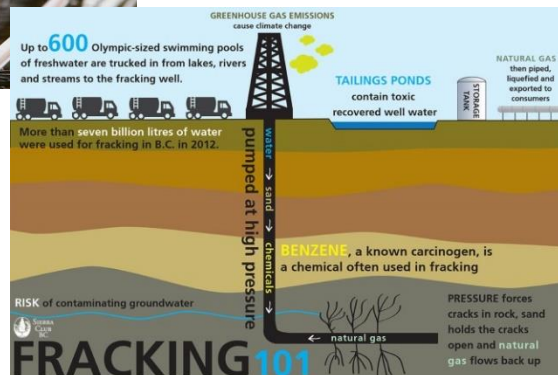 GREENHOUSE GAS EMISSIONS
cause climate change
Up to 600 Olympic-sized swimming pools
of freshwater are trucked in from lakes, rivers
and streams to the fracking well.
TAILINGS PONDS
contain toxic
recovered well water
STORAGE
TANK
NATURAL GAS
then piped,
liquefied and
exported to
consumers
More than seven billion litres of water
were used for fracking in B.C. in 2012.
pumped at high pressure
water → sand → chemicals →
BENZENE, a known carcinogen, is
a chemical often used in fracking
RISK of contaminating groundwater
SIERRA
CLUB
BC
← natural gas
PRESSURE forces
cracks in rock, sand
holds the cracks
open and natural
gas flows back up
FRACKING 101